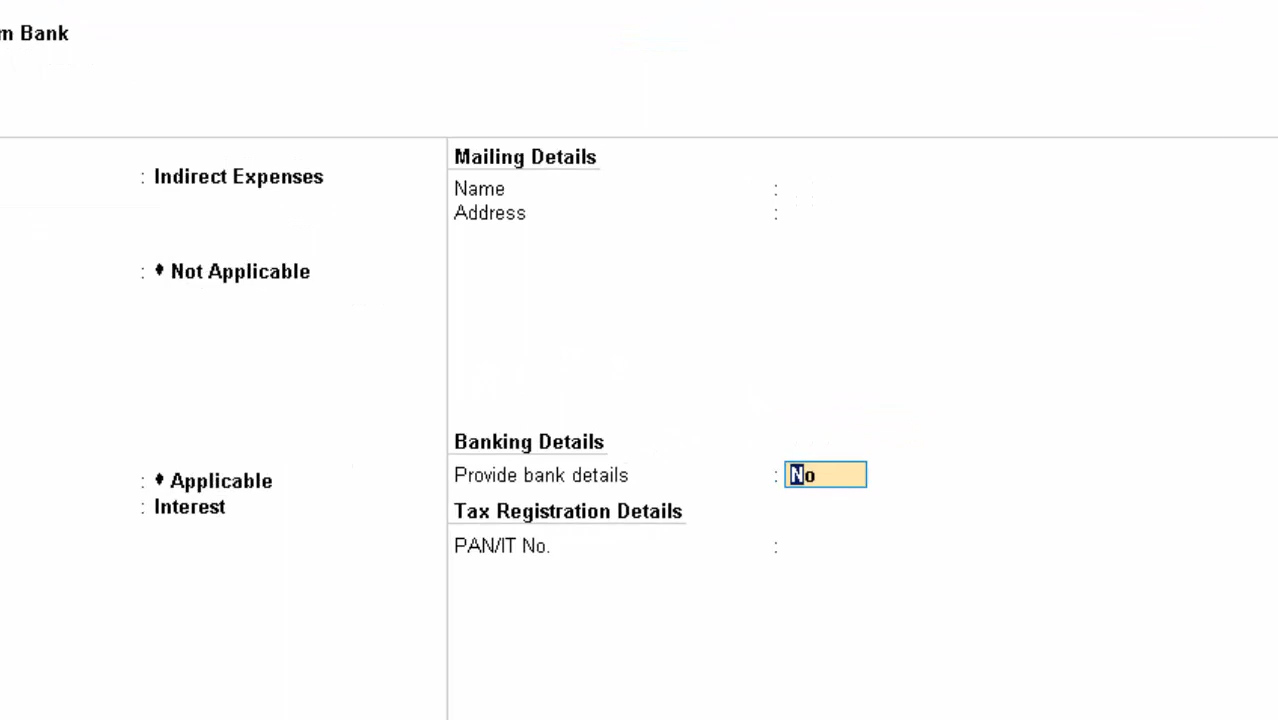 m Bank
: Indirect Expenses
: ♦ Not Applicable
: ♦ Applicable
: Interest
Mailing Details
Name :
Address :
Banking Details
Provide bank details : No
Tax Registration Details
PAN/IT No. :